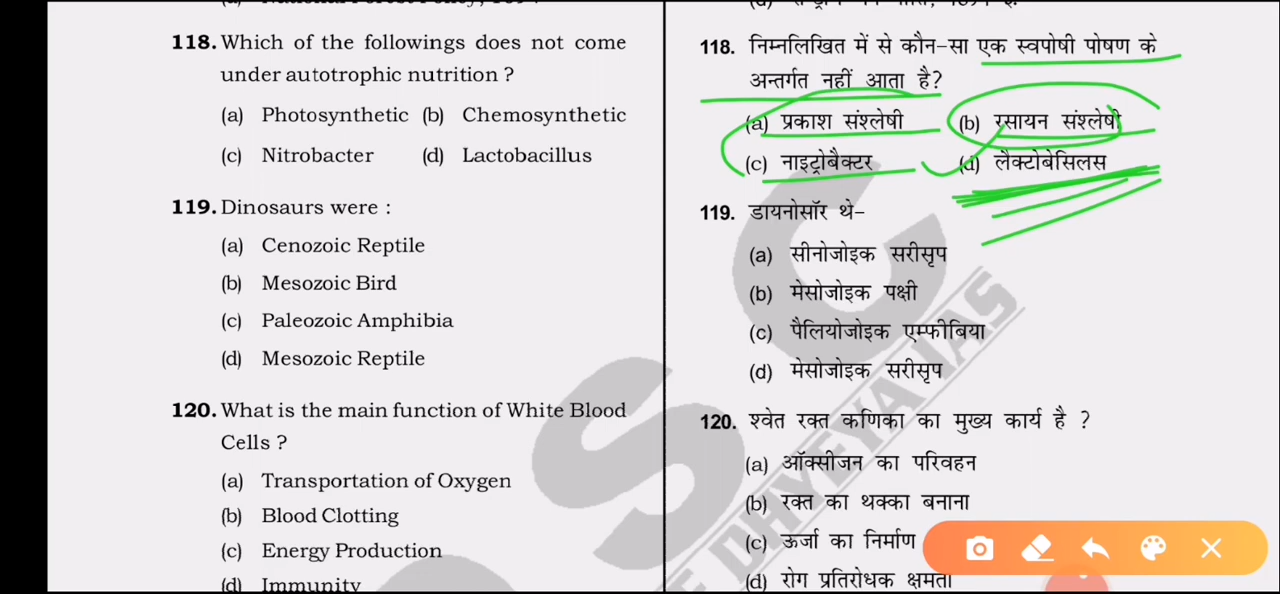 118. Which of the followings does not come
under autotrophic nutrition ?
(a) Photosynthetic (b) Chemosynthetic
(c) Nitrobacter (d) Lactobacillus
119. Dinosaurs were :
(a) Cenozoic Reptile
(b) Mesozoic Bird
(c) Paleozoic Amphibia
(d) Mesozoic Reptile
120. What is the main function of White Blood
Cells ?
(a) Transportation of Oxygen
(b) Blood Clotting
(c) Energy Production
(d) Immunity
118. निम्नलिखित में से कौन-सा एक स्वपोषी पोषण के
अन्तर्गत नहीं आता है?
(a) प्रकाश संश्लेषी (b) रसायन संश्लेषी
(c) नाइट्रोबैक्टर (d) लैक्टोबेसिलस
119. डायनोसॉर थे-
(a) सीनोजोइक सरीसृप
(b) मेसोजोइक पक्षी
(c) पैलियोजोइक एम्फीबिया
(d) मेसोजोइक सरीसृप
120. श्वेत रक्त कणिका का मुख्य कार्य है ?
(a) ऑक्सीजन का परिवहन
(b) रक्त का थक्का बनाना
(c) ऊर्जा का निर्माण
(d) रोग प्रतिरोधक क्षमता
S C
DHYEYA IAS